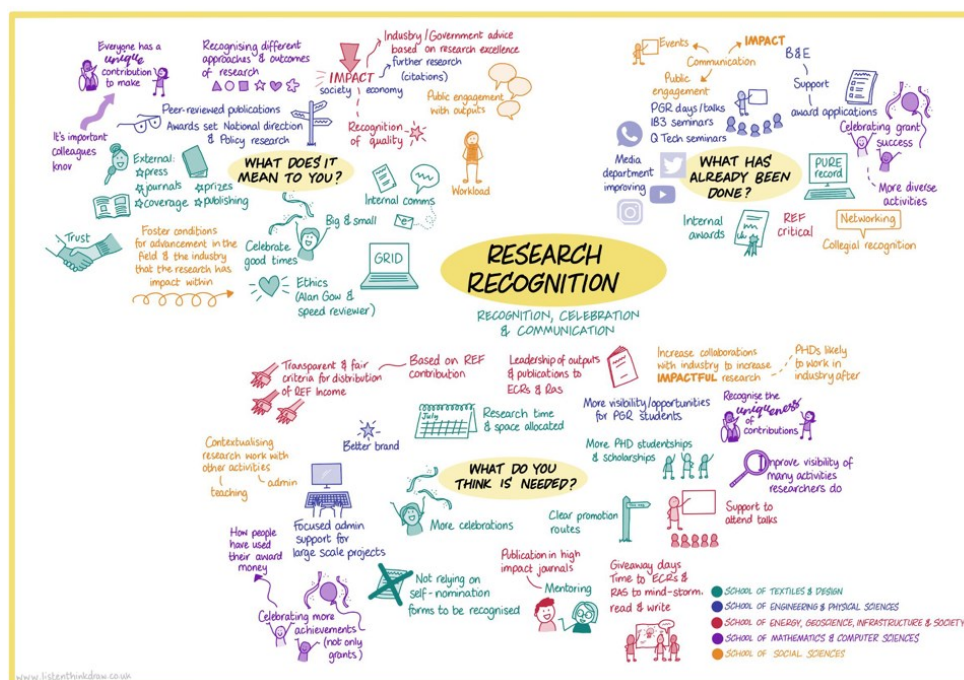 Everyone has a
unique
contribution
to make
It's important
colleagues
know
Recognising different
approaches & outcomes
of research
Peer-reviewed publications
Awards set National direction
& Policy research
IMPACT
society
economy
Industry/Government advice
based on research excellence
further research
(citations)
Recognition
of quality
Public engagement
with outputs
Workload
WHAT DOES IT
MEAN TO YOU?
External:
press
journals
coverage
prizes
publishing
Internal comms
Big & small
Celebrate
good times
Trust
Foster conditions
for advancement in the
field & the industry
that the research has
impact within
Ethics
(Alan Gow &
speed reviewer)
GRID
Events
Communication
IMPACT
Public
engagement
B&E
Support
award applications
PGR days/talks
IB3 seminars
Q Tech seminars
Media
department
improving
WHAT HAS
ALREADY BEEN
DONE?
PURE
record
Celebrating grant
success
More diverse
activities
Internal
awards
REF
critical
Networking
Collegial recognition
RESEARCH
RECOGNITION
RECOGNITION, CELEBRATION
& COMMUNICATION
Transparent & fair
criteria for distribution
of REF Income
Based on REF
contribution
Leadership of outputs
& publications to
ECRs & Ras
Increase collaborations
with industry to increase
IMPACTFUL research
PHDs likely
to work in
industry after
July
Research time
& space allocated
More visibility/opportunities
for PGR students
Recognise the
uniqueness
of contributions
Better brand
Contextualising
research work with
other activities
teaching
admin
WHAT DO YOU
THINK IS NEEDED?
More PHD studentships
& scholarships
Improve visibility of
many activities
researchers do
Focused admin
support for
large scale projects
More celebrations
Clear promotion
routes
Support to
attend talks
How people
have used
their award
money
Celebrating more
achievements
(not only
grants)
Not relying on
self-nomination
forms to be recognised
Publication in high
impact journals
Mentoring
Giveaway days
Time to ECRs &
RAS to mind-storm.
read & write
SCHOOL OF TEXTILES & DESIGN
SCHOOL OF ENGINEERING & PHYSICAL SCIENCES
SCHOOL OF ENERGY, GEOSCIENCE, INFRASTRUCTURE & SOCIETY
SCHOOL OF MATHEMATICS & COMPUTER SCIENCES
SCHOOL OF SOCIAL SCIENCES
www.listenthinkdraw.co.uk